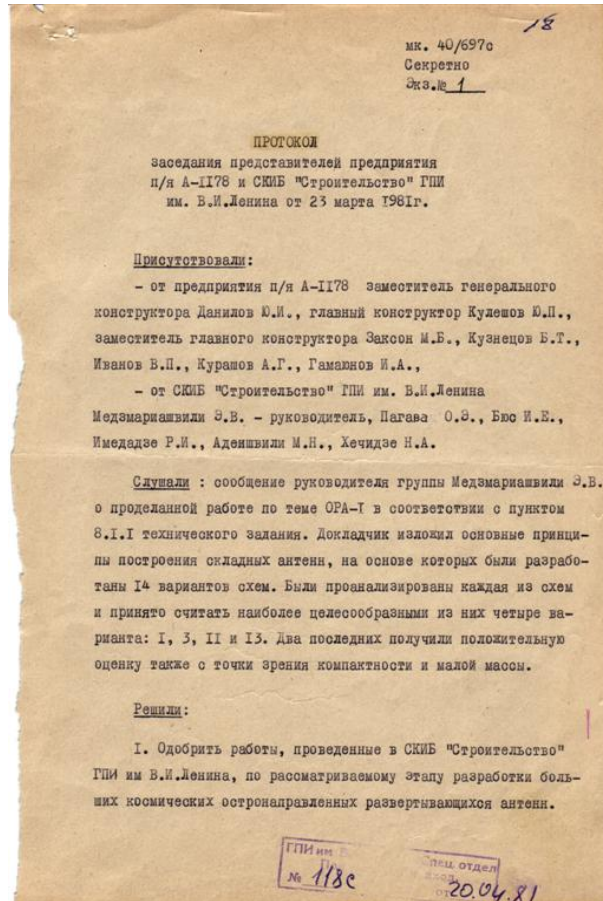 18
мк. 40/697с
Секретно
Экз.№ 1
ПРОТОКОЛ
заседания представителей предприятия
п/я А-II78 и СКИБ "Строительство" ГПИ
им. В.И.Ленина от 23 марта I98Iг.
Присутствовали:
- от предприятия п/я А-II78 заместитель генерального
конструктора Данилов Ю.И., главный конструктор Кулешов Ю.П.,
заместитель главного конструктора Заксон М.Б., Кузнецов Б.Т.,
Иванов В.П., Курашов А.Г., Гамаюнов И.А.,
- от СКИБ "Строительство" ГПИ им. В.И.Ленина
Медзмариашвили Э.В. - руководитель, Пагава О.Э., Бюс И.Е.,
Имедадзе Р.И., Адеишвили М.Н., Хечидзе Н.А.
Слушали : сообщение руководителя группы Медзмариашвили Э.В.
о проделанной работе по теме ОРА-I в соответствии с пунктом
8.I.I технического задания. Докладчик изложил основные принци-
пы построения складных антенн, на основе которых были разрабо-
таны I4 вариантов схем. Были проанализированы каждая из схем
и принято считать наиболее целесообразными из них четыре ва-
рианта: I, 3, II и I3. Два последних получили положительную
оценку также с точки зрения компактности и малой массы.
Решили:
I. Одобрить работы, проведенные в СКИБ "Строительство"
ГПИ им В.И.Ленина, по рассматриваемому этапу разработки боль-
ших космических остронаправленных развертывающихся антенн.
ГПИ им Спец. отдел
№ 118с от 20.04.81